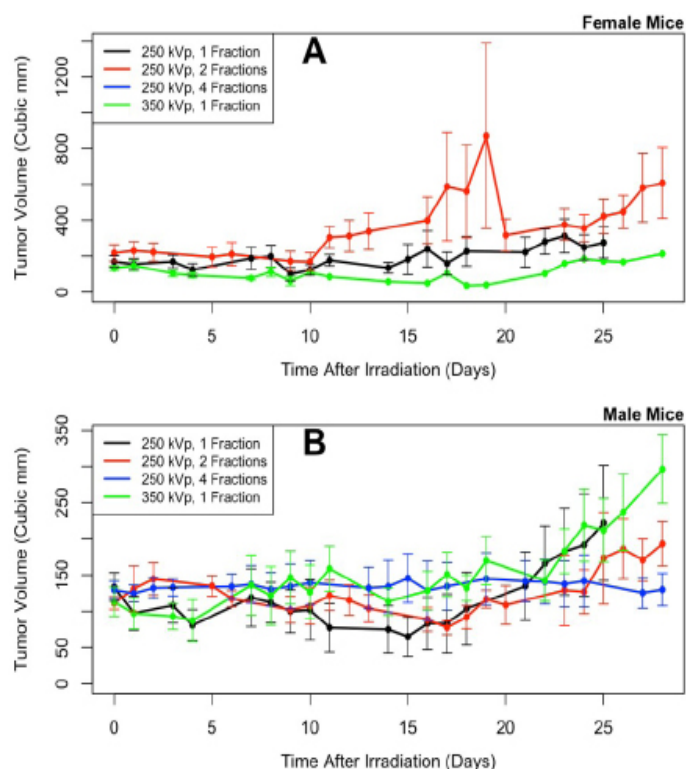 Female Mice
A
250 kVp, 1 Fraction
250 kVp, 2 Fractions
250 kVp, 4 Fractions
350 kVp, 1 Fraction
Tumor Volume (Cubic mm)
1400
800
400
0
0 5 10 15 20 25
Time After Irradiation (Days)
Male Mice
B
250 kVp, 1 Fraction
250 kVp, 2 Fractions
250 kVp, 4 Fractions
350 kVp, 1 Fraction
Tumor Volume (Cubic mm)
350
250
150
50
0
0 5 10 15 20 25
Time After Irradiation (Days)